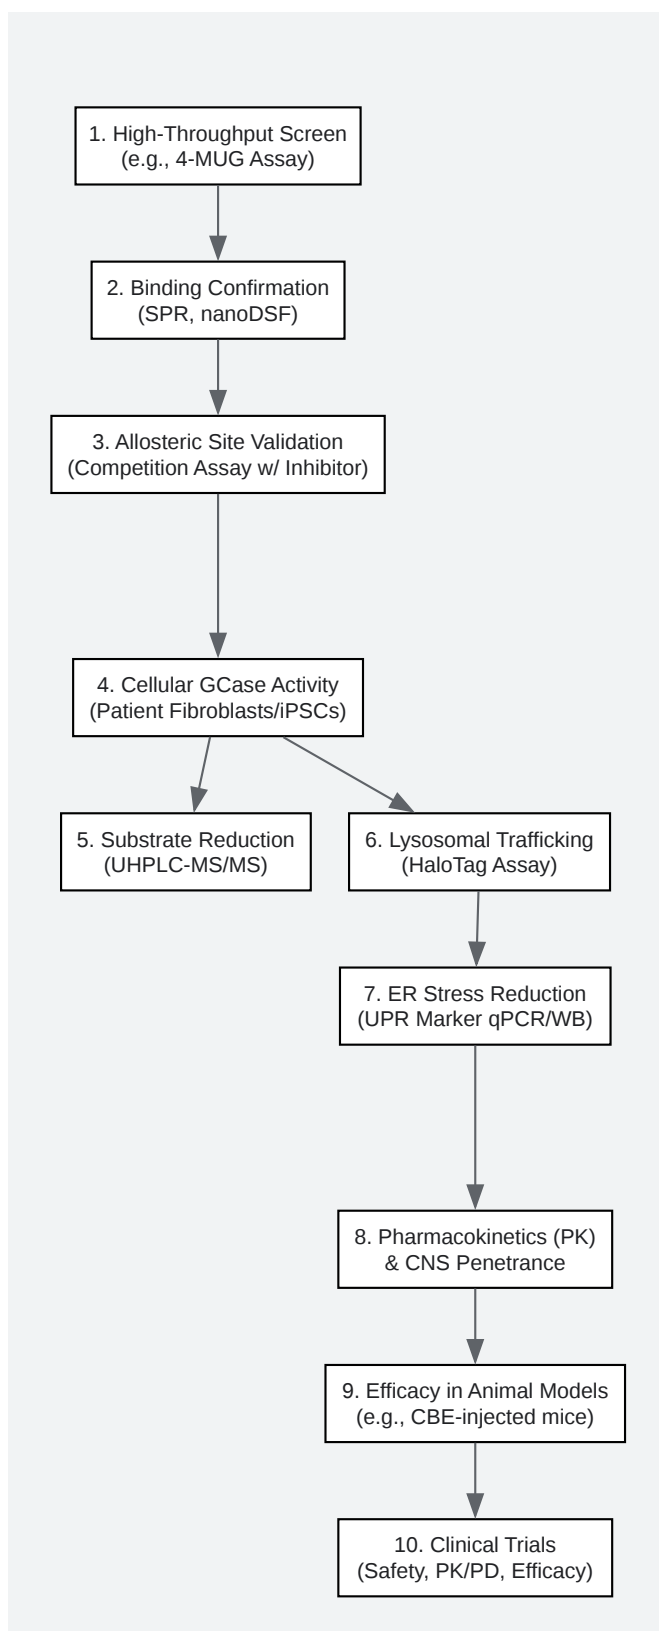 1. High-Throughput Screen
(e.g., 4-MUG Assay)
2. Binding Confirmation
(SPR, nanoDSF)
3. Allosteric Site Validation
(Competition Assay w/ Inhibitor)
4. Cellular GCase Activity
(Patient Fibroblasts/iPSCs)
5. Substrate Reduction
(UHPLC-MS/MS)
6. Lysosomal Trafficking
(HaloTag Assay)
7. ER Stress Reduction
(UPR Marker qPCR/WB)
8. Pharmacokinetics (PK)
& CNS Penetrance
9. Efficacy in Animal Models
(e.g., CBE-injected mice)
10. Clinical Trials
(Safety, PK/PD, Efficacy)